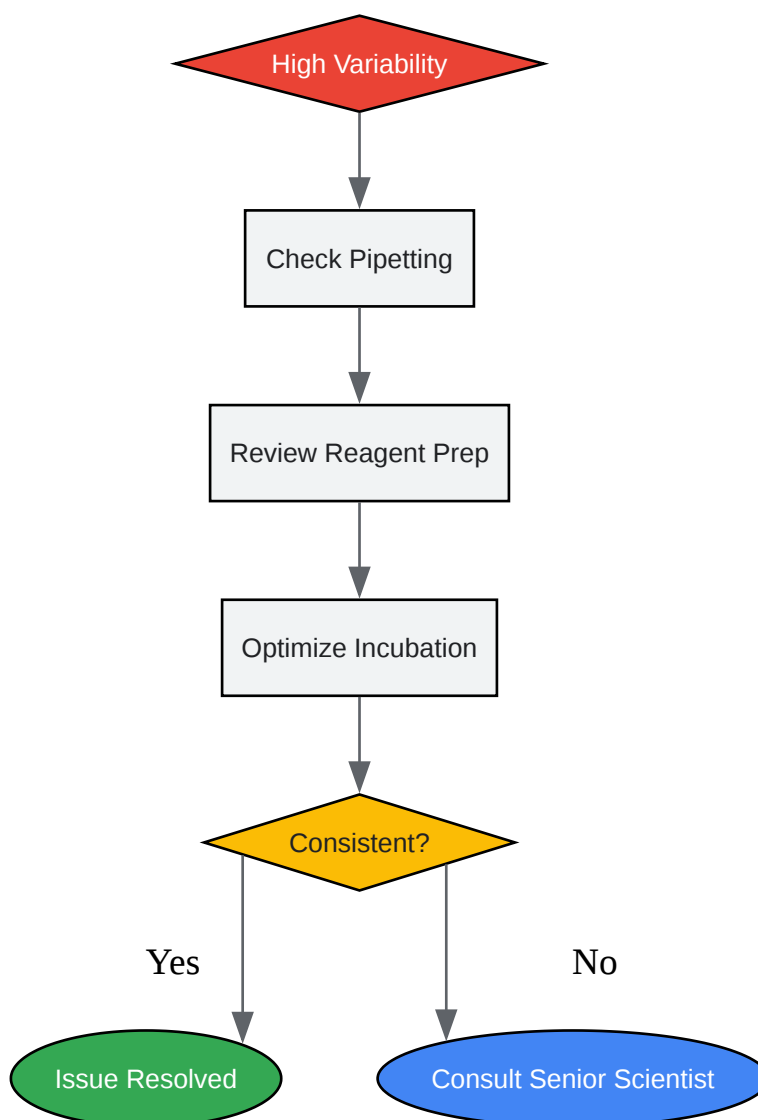 High Variability
Check Pipetting
Review Reagent Prep
Optimize Incubation
Consistent?
Yes
No
Issue Resolved
Consult Senior Scientist